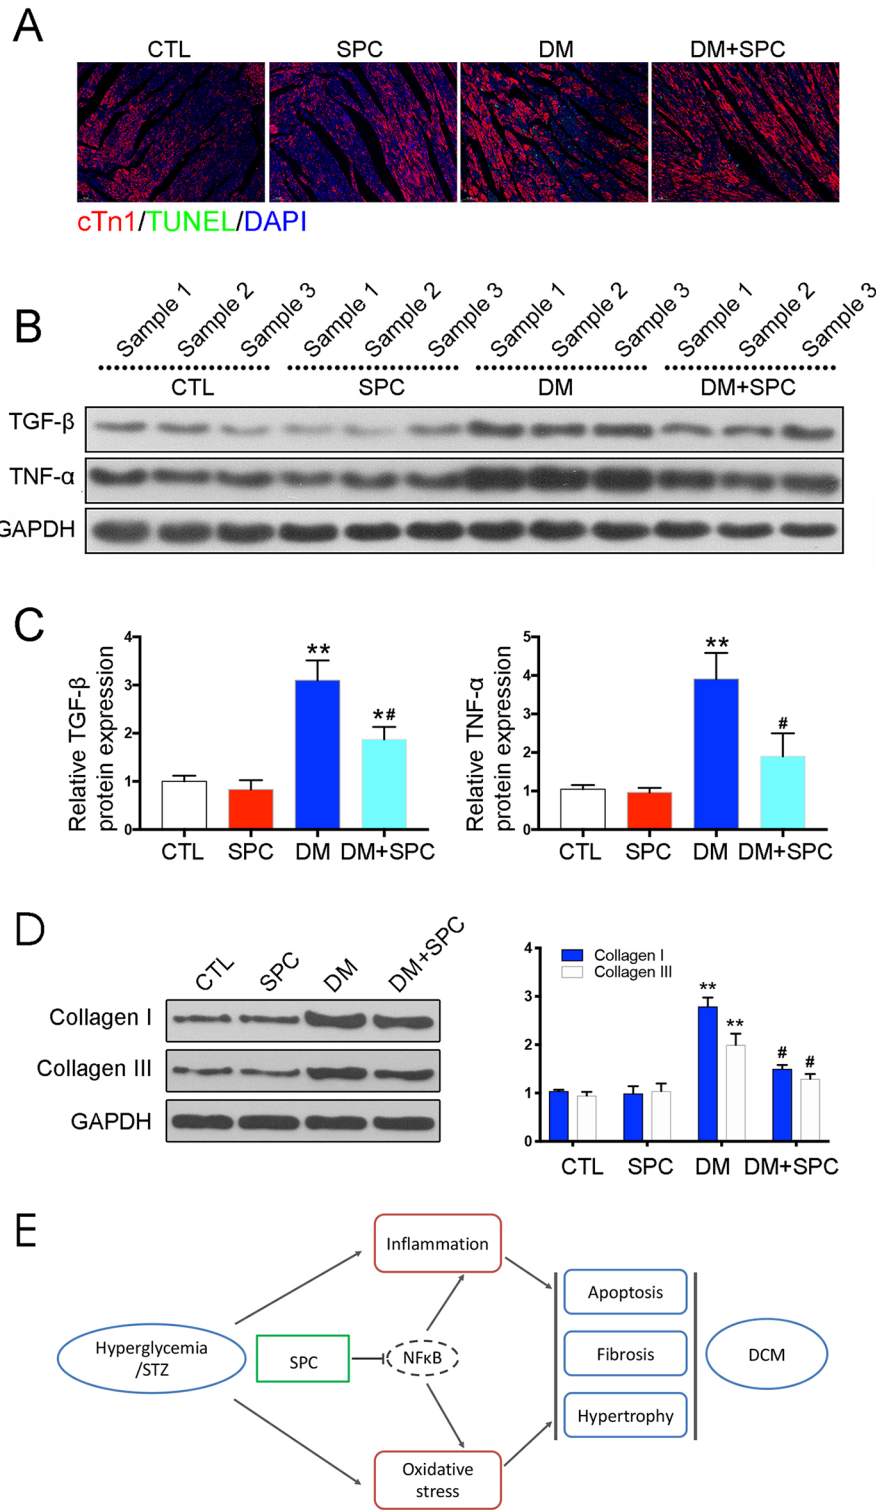 A
CTL SPC DM DM+SPC
cTn1/TUNEL/DAPI
B
Sample 1 Sample 2 Sample 3 Sample 1 Sample 2 Sample 3 Sample 1 Sample 2 Sample 3 Sample 1 Sample 2 Sample 3
CTL SPC DM DM+SPC
TGF-β
TNF-α
GAPDH
C
Relative TGF-β
protein expression
4
3
2
1
0
**
*#
CTL SPC DM DM+SPC
Relative TNF-α
protein expression
5
4
3
2
1
0
**
#
CTL SPC DM DM+SPC
D
CTL SPC DM DM+SPC
Collagen I
Collagen III
GAPDH
Collagen I
Collagen III
4
3
2
1
0
**
**
#
#
CTL SPC DM DM+SPC
E
Inflammation
Hyperglycemia
/STZ
SPC
NFκB
Oxidative
stress
Apoptosis
Fibrosis
Hypertrophy
DCM